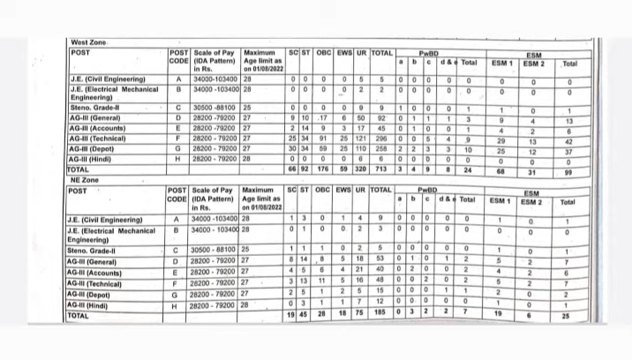 West Zone
POST POST CODE Scale of Pay (IDA Pattern) in Rs. Maximum Age limit as on 01/08/2022 SC ST OBC EWS UR TOTAL PwBD a b c d & e Total ESM ESM 1 ESM 2 Total
J.E. (Civil Engineering) A 34000-103400 28 0 0 0 0 5 5 0 0 0 0 0 0 0 0
J.E. (Electrical Mechanical Engineering) B 34000-103400 28 0 0 0 0 2 2 0 0 0 0 0 0 0 0
Steno. Grade-II C 30500-88100 25 0 0 0 0 9 9 1 0 0 0 1 1 0 1
AG-III (General) D 28200-79200 27 9 10 17 6 50 92 0 1 1 1 3 9 4 13
AG-III (Accounts) E 28200-79200 27 2 14 9 3 17 45 0 1 0 0 1 4 2 6
AG-III (Technical) F 28200-79200 27 25 34 91 25 121 296 0 0 5 4 9 29 13 42
AG-III (Depot) G 28200-79200 27 30 34 59 25 110 258 2 2 3 3 10 25 12 37
AG-III (Hindi) H 28200-79200 28 0 0 0 0 6 6 0 0 0 0 0 0 0 0
TOTAL 66 92 176 59 320 713 3 4 9 8 24 68 31 99
NE Zone
POST POST CODE Scale of Pay (IDA Pattern) in Rs. Maximum Age limit as on 01/08/2022 SC ST OBC EWS UR TOTAL PwBD a b c d & e Total ESM ESM 1 ESM 2 Total
J.E. (Civil Engineering) A 34000-103400 28 1 3 0 1 4 9 0 0 0 0 0 1 0 1
J.E. (Electrical Mechanical Engineering) B 34000-103400 28 0 1 0 0 2 3 0 0 0 0 0 0 0 0
Steno. Grade-II C 30500-88100 25 1 1 1 0 2 5 0 0 0 0 0 1 0 1
AG-III (General) D 28200-79200 27 8 14 8 5 18 53 0 1 0 1 2 5 2 7
AG-III (Accounts) E 28200-79200 27 4 5 6 4 21 40 0 2 0 0 2 4 2 6
AG-III (Technical) F 28200-79200 27 3 13 11 5 16 48 0 0 2 0 2 5 2 7
AG-III (Depot) G 28200-79200 27 2 5 1 2 5 15 0 0 0 1 1 2 0 2
AG-III (Hindi) H 28200-79200 28 0 3 1 1 7 12 0 0 0 0 0 1 0 1
TOTAL 19 45 28 18 75 185 0 3 2 2 7 19 6 25